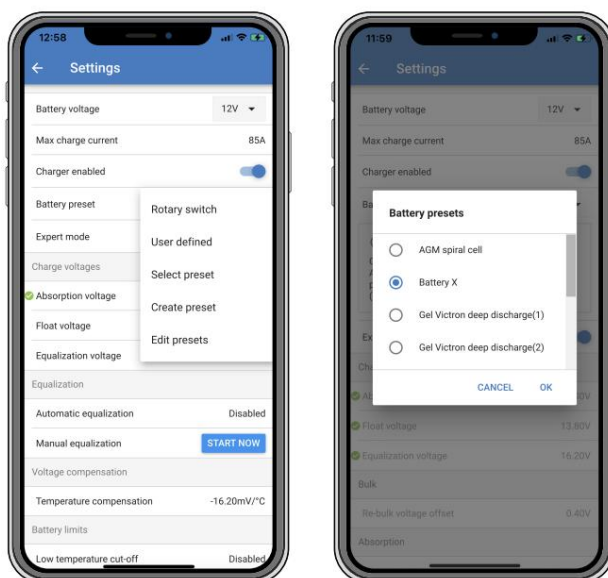 12:58
Settings
Battery voltage 12V
Max charge current 85A
Charger enabled
Battery preset
Rotary switch
User defined
Expert mode
Select preset
Charge voltages
Create preset
Absorption voltage
Float voltage
Edit presets
Equalization voltage
Equalization
Automatic equalization Disabled
Manual equalization START NOW
Voltage compensation
Temperature compensation -16.20mV/°C
Battery limits
Low temperature cut-off Disabled
11:59
Settings
Battery voltage 12V
Max charge current 85A
Charger enabled
Ba
Battery presets
AGM spiral cell
Battery X
Gel Victron deep discharge(1)
Gel Victron deep discharge(2)
Ex
CANCEL OK
Ch
Ab
Float voltage 13.80V
Equalization voltage 16.20V
Bulk
Re-bulk voltage offset 0.40V
Absorption